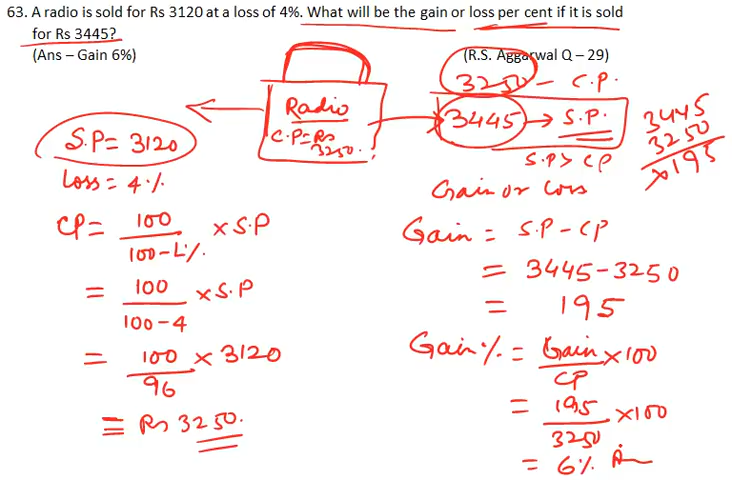 63. A radio is sold for Rs 3120 at a loss of 4%. What will be the gain or loss per cent if it is sold
for Rs 3445?
(Ans – Gain 6%)
(R.S. Aggarwal Q – 29)
3250 – C.P.
Radio
C.P = Rs
3250.
3445 → S.P.
3445
3250
x195
S.P = 3120
Loss = 4%
S.P > CP
Gain or Loss
CP = 100 x S.P
100 - L%.
= 100 x S.P
100 - 4
= 100 x 3120
96
= Rs 3250.
Gain = S.P - CP
= 3445 - 3250
= 195
Gain% = Gain x 100
CP
= 195 x100
3250
= 6%